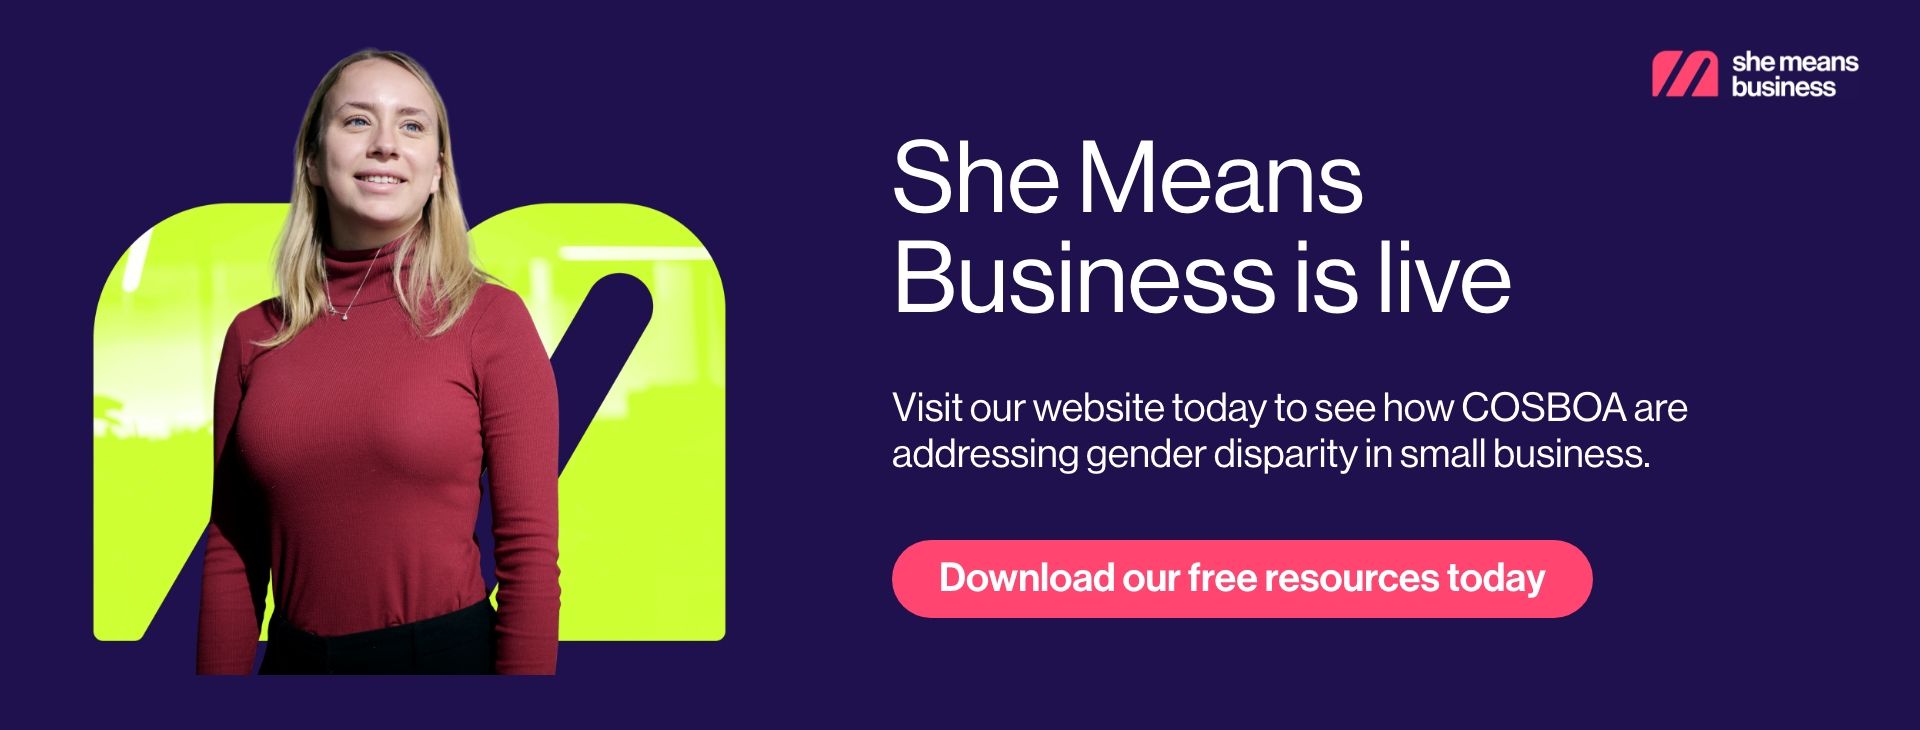 she means
business
She Means
Business is live
Visit our website today to see how COSBOA are
addressing gender disparity in small business.
Download our free resources today